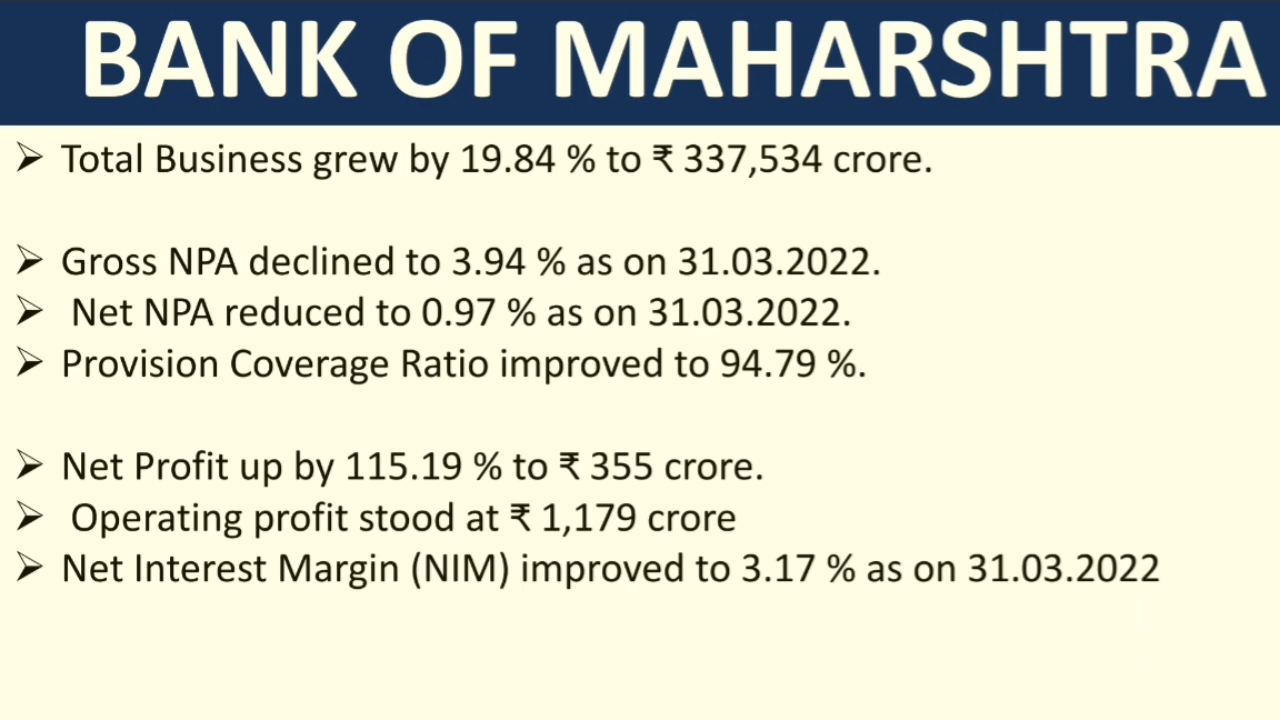 BANK OF MAHARSHTRA
➢ Total Business grew by 19.84 % to ₹ 337,534 crore.
➢ Gross NPA declined to 3.94 % as on 31.03.2022.
➢ Net NPA reduced to 0.97 % as on 31.03.2022.
➢ Provision Coverage Ratio improved to 94.79 %.
➢ Net Profit up by 115.19 % to ₹ 355 crore.
➢ Operating profit stood at ₹ 1,179 crore
➢ Net Interest Margin (NIM) improved to 3.17 % as on 31.03.2022